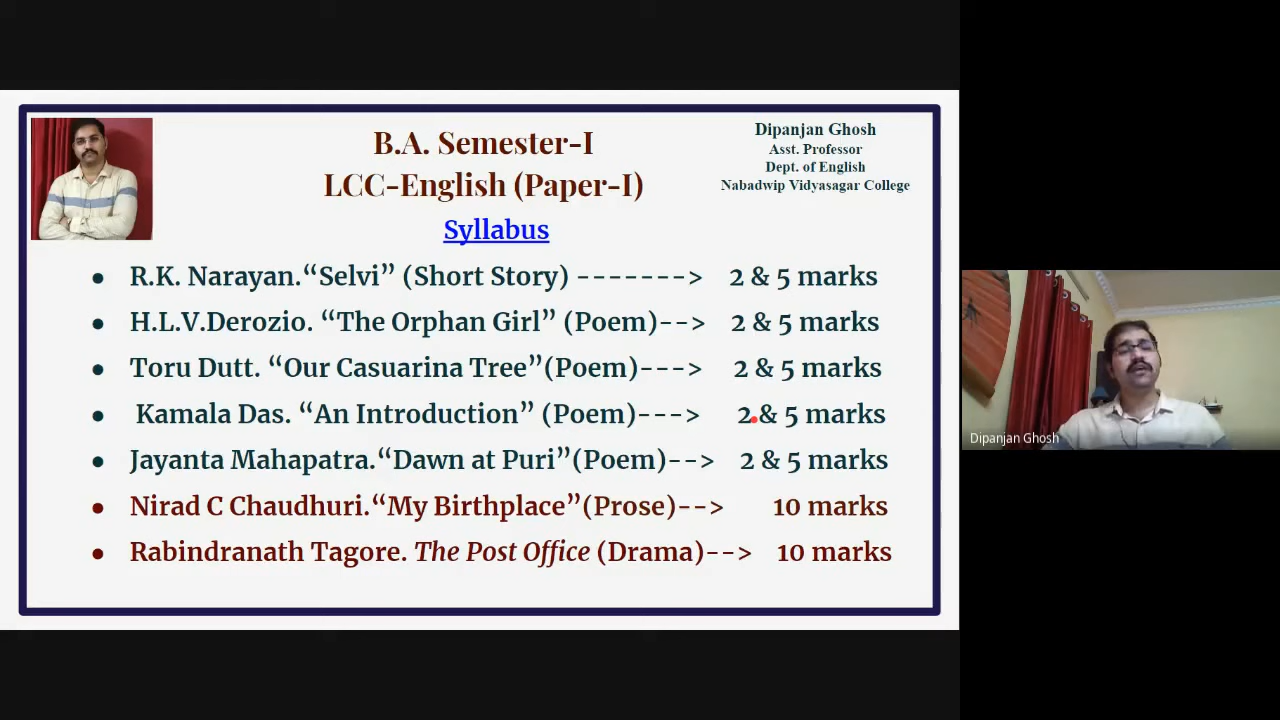 B.A. Semester-I
LCC-English (Paper-I)
Syllabus
Dipanjan Ghosh
Asst. Professor
Dept. of English
Nabadwip Vidyasagar College
● R.K. Narayan.“Selvi” (Short Story) -------> 2 & 5 marks
● H.L.V.Derozio. “The Orphan Girl” (Poem)--> 2 & 5 marks
● Toru Dutt. “Our Casuarina Tree”(Poem)---> 2 & 5 marks
● Kamala Das. “An Introduction” (Poem)---> 2 & 5 marks
● Jayanta Mahapatra.“Dawn at Puri”(Poem)--> 2 & 5 marks
● Nirad C Chaudhuri.“My Birthplace”(Prose)--> 10 marks
● Rabindranath Tagore. The Post Office (Drama)--> 10 marks
Dipanjan Ghosh